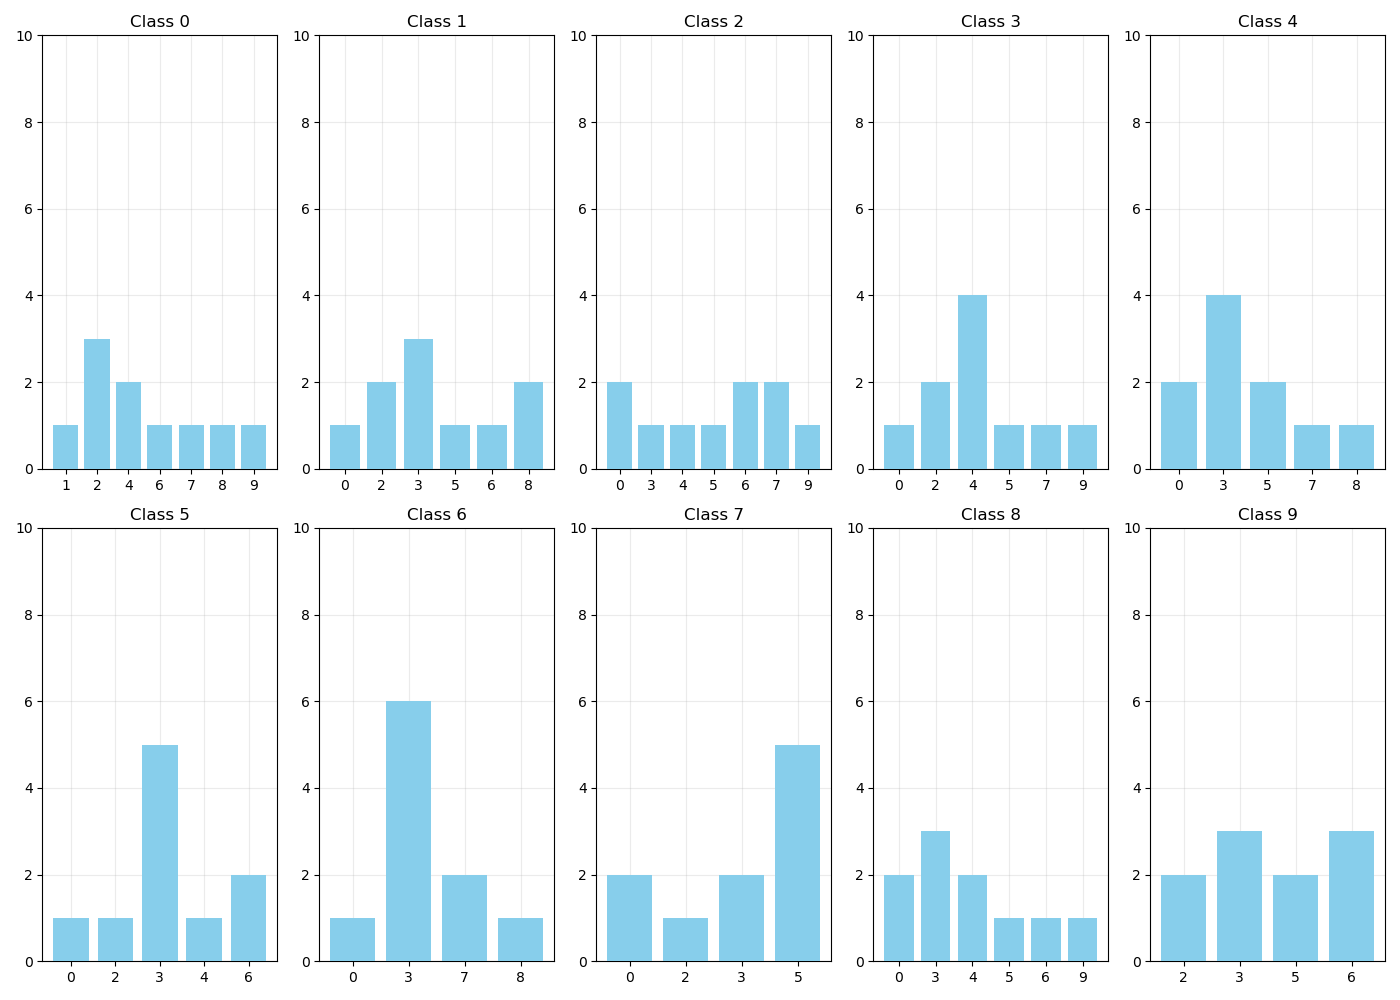 Class 0 Class 1 Class 2 Class 3 Class 4
10 10 10 10 10
8 8 8 8 8
6 6 6 6 6
4 4 4 4 4
2 2 2 2 2
0 0 0 0 0
1 2 4 6 7 8 9 0 2 3 5 6 8 0 3 4 5 6 7 9 0 2 4 5 7 9 0 3 5 7 8
Class 5 Class 6 Class 7 Class 8 Class 9
10 10 10 10 10
8 8 8 8 8
6 6 6 6 6
4 4 4 4 4
2 2 2 2 2
0 0 0 0 0
0 2 3 4 6 0 3 7 8 0 2 3 5 0 3 4 5 6 9 2 3 5 6